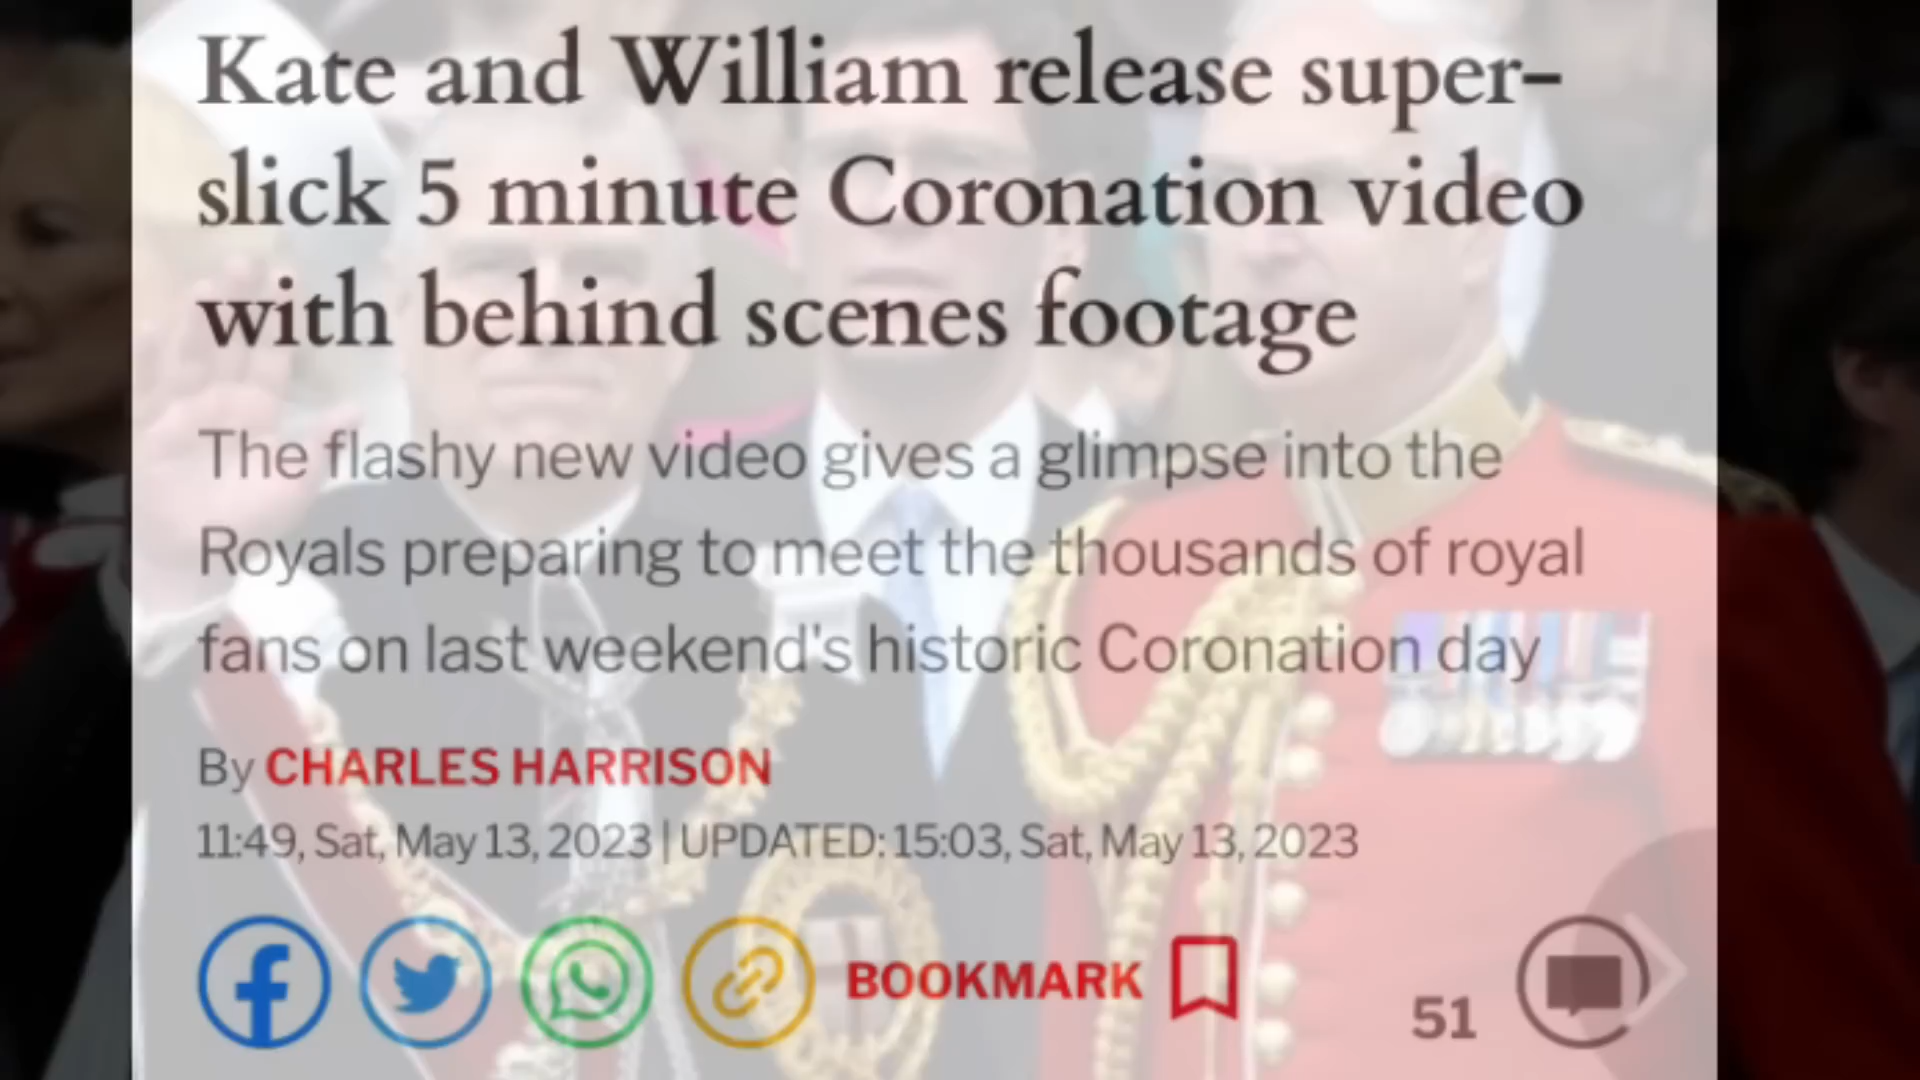 Kate and William release super-
slick 5 minute Coronation video
with behind scenes footage
The flashy new video gives a glimpse into the
Royals preparing to meet the thousands of royal
fans on last weekend's historic Coronation day
By CHARLES HARRISON
11:49, Sat, May 13, 2023 | UPDATED: 15:03, Sat, May 13, 2023
BOOKMARK
51